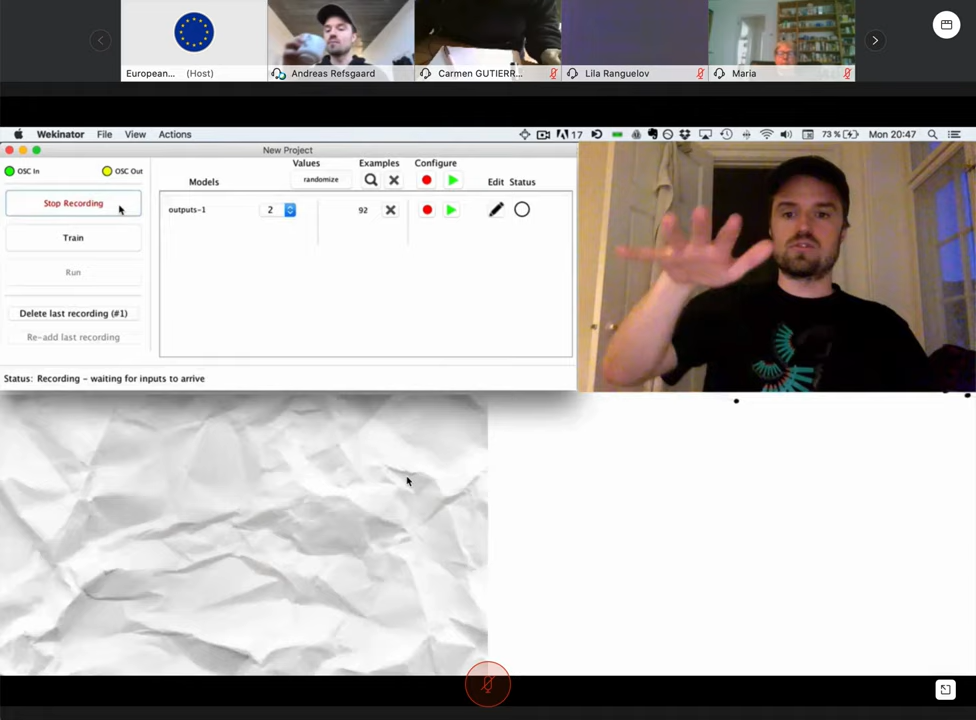 European... (Host)
Andreas Refsgaard
Carmen GUTIERR...
Lila Ranguelov
Maria
Wekinator File View Actions
17
73 %
Mon 20:47
New Project
OSC In
OSC Out
Values
Examples
Configure
Models
randomize
Edit Status
Stop Recording
outputs-1
2
92
Train
Run
Delete last recording (#1)
Re-add last recording
Status: Recording - waiting for inputs to arrive